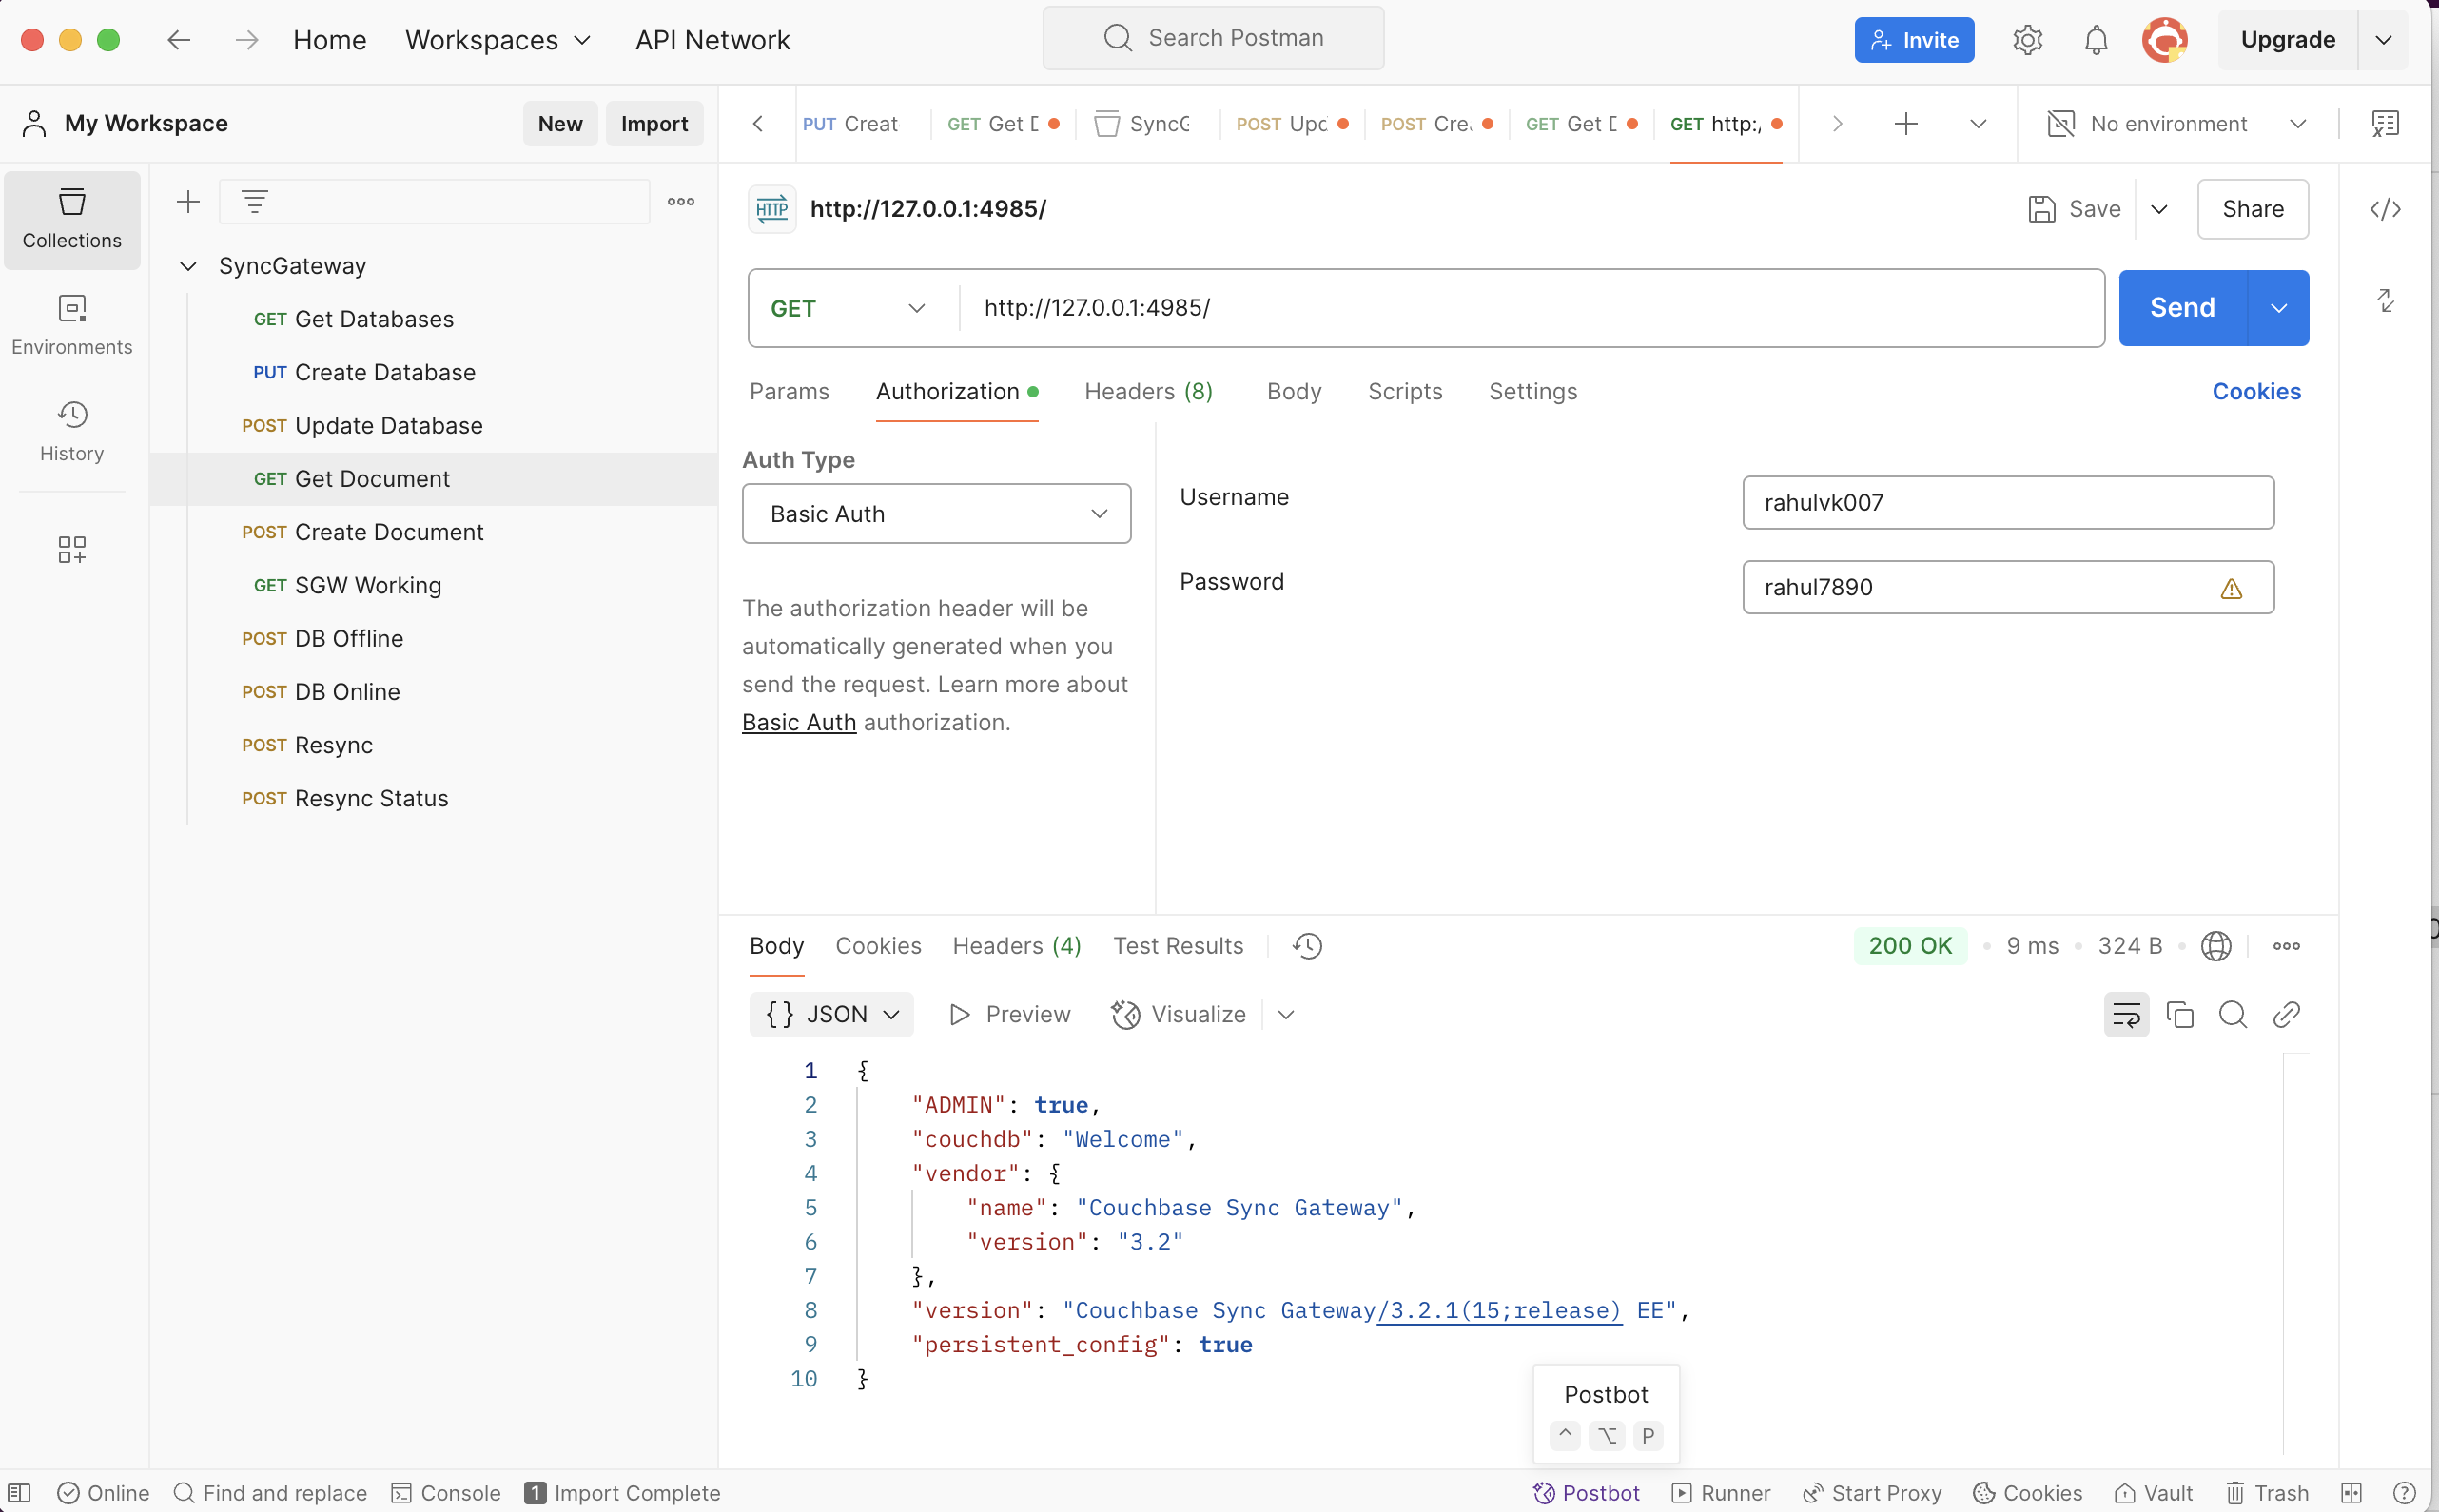 Home Workspaces API Network Search Postman Invite Upgrade
My Workspace New Import
PUT Creat GET Get SyncG POST Upd POST Cre GET Get GET http:/ No environment
Collections
Environments
History
SyncGateway
GET Get Databases
PUT Create Database
POST Update Database
GET Get Document
POST Create Document
GET SGW Working
POST DB Offline
POST DB Online
POST Resync
POST Resync Status
HTTP http://127.0.0.1:4985/ Save Share
GET http://127.0.0.1:4985/ Send
Params Authorization Headers (8) Body Scripts Settings Cookies
Auth Type
Basic Auth
The authorization header will be
automatically generated when you
send the request. Learn more about
Basic Auth authorization.
Username rahulvk007
Password rahul7890
Body Cookies Headers (4) Test Results 200 OK • 9 ms • 324 B
{} JSON Preview Visualize
1 {
2 "ADMIN": true,
3 "couchdb": "Welcome",
4 "vendor": {
5 "name": "Couchbase Sync Gateway",
6 "version": "3.2"
7 },
8 "version": "Couchbase Sync Gateway/3.2.1(15;release) EE",
9 "persistent_config": true
10 }
Postbot
^ ⌥ P
Online Find and replace Console 1 Import Complete Postbot Runner Start Proxy Cookies Vault Trash